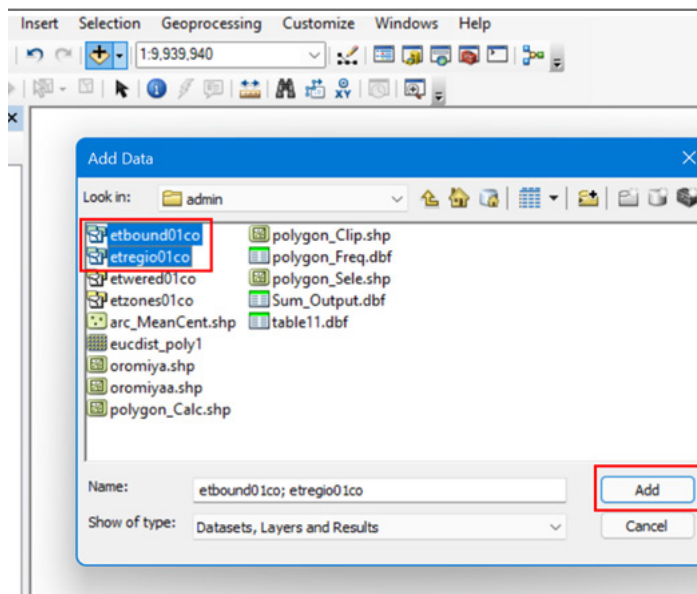 Insert Selection Geoprocessing Customize Windows Help
1:9,939,940
XY
Add Data
Look in: admin
etbound01co polygon_Clip.shp
etregio01co polygon_Freq.dbf
etwered01co polygon_Sele.shp
etzones01co Sum_Output.dbf
arc_MeanCent.shp table11.dbf
eucdist_poly1
oromiya.shp
oromiyaa.shp
polygon_Calc.shp
Name: etbound01co; etregio01co Add
Show of type: Datasets, Layers and Results Cancel